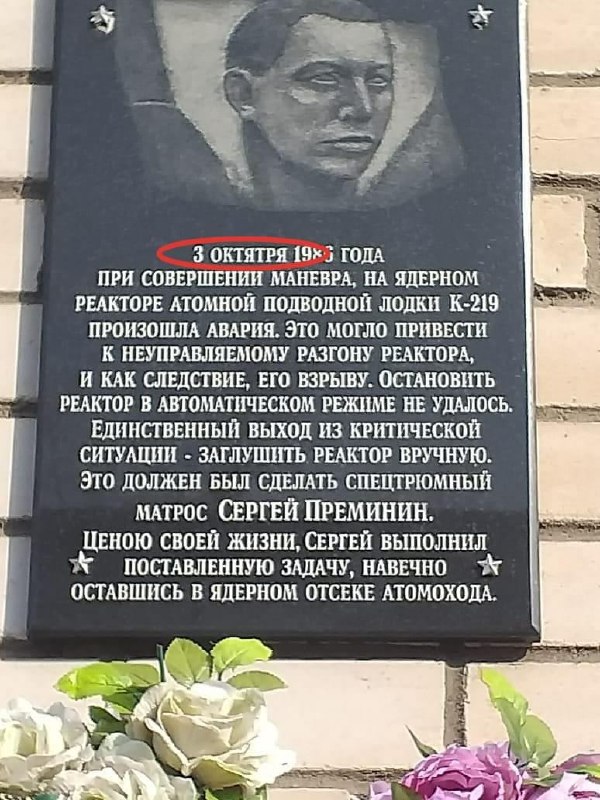 3 ОКТЯТРЯ 1986 ГОДА
ПРИ СОВЕРШЕНИИ МАНЕВРА, НА ЯДЕРНОМ
РЕАКТОРЕ АТОМНОЙ ПОДВОДНОЙ ЛОДКИ К-219
ПРОИЗОШЛА АВАРИЯ. ЭТО МОГЛО ПРИВЕСТИ
К НЕУПРАВЛЯЕМОМУ РАЗГОНУ РЕАКТОРА,
И КАК СЛЕДСТВИЕ, ЕГО ВЗРЫВУ. ОСТАНОВИТЬ
РЕАКТОР В АВТОМАТИЧЕСКОМ РЕЖИМЕ НЕ УДАЛОСЬ.
ЕДИНСТВЕННЫЙ ВЫХОД ИЗ КРИТИЧЕСКОЙ
СИТУАЦИИ - ЗАГЛУШИТЬ РЕАКТОР ВРУЧНУЮ.
ЭТО ДОЛЖЕН БЫЛ СДЕЛАТЬ СПЕЦТРЮМНЫЙ
МАТРОС СЕРГЕЙ ПРЕМИНИН.
ЦЕНОЮ СВОЕЙ ЖИЗНИ, СЕРГЕЙ ВЫПОЛНИЛ
ПОСТАВЛЕННУЮ ЗАДАЧУ, НАВЕЧНО
ОСТАВШИСЬ В ЯДЕРНОМ ОТСЕКЕ АТОМОХОДА.